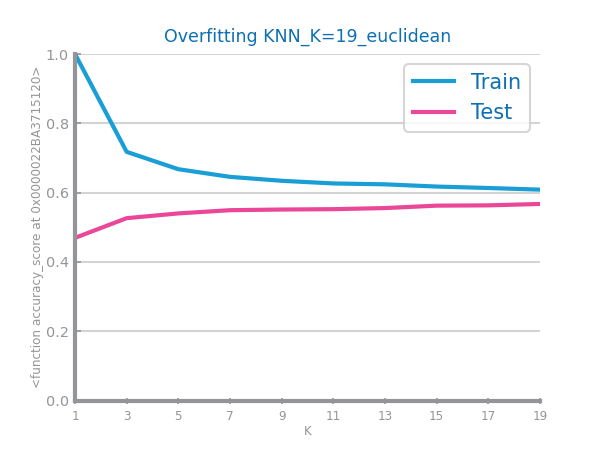 Overfitting KNN_K=19_euclidean
<function accuracy_score at 0x0000022BA3715120>
1.0
0.8
0.6
0.4
0.2
0.0
Train
Test
1 3 5 7 9 11 13 15 17 19
K